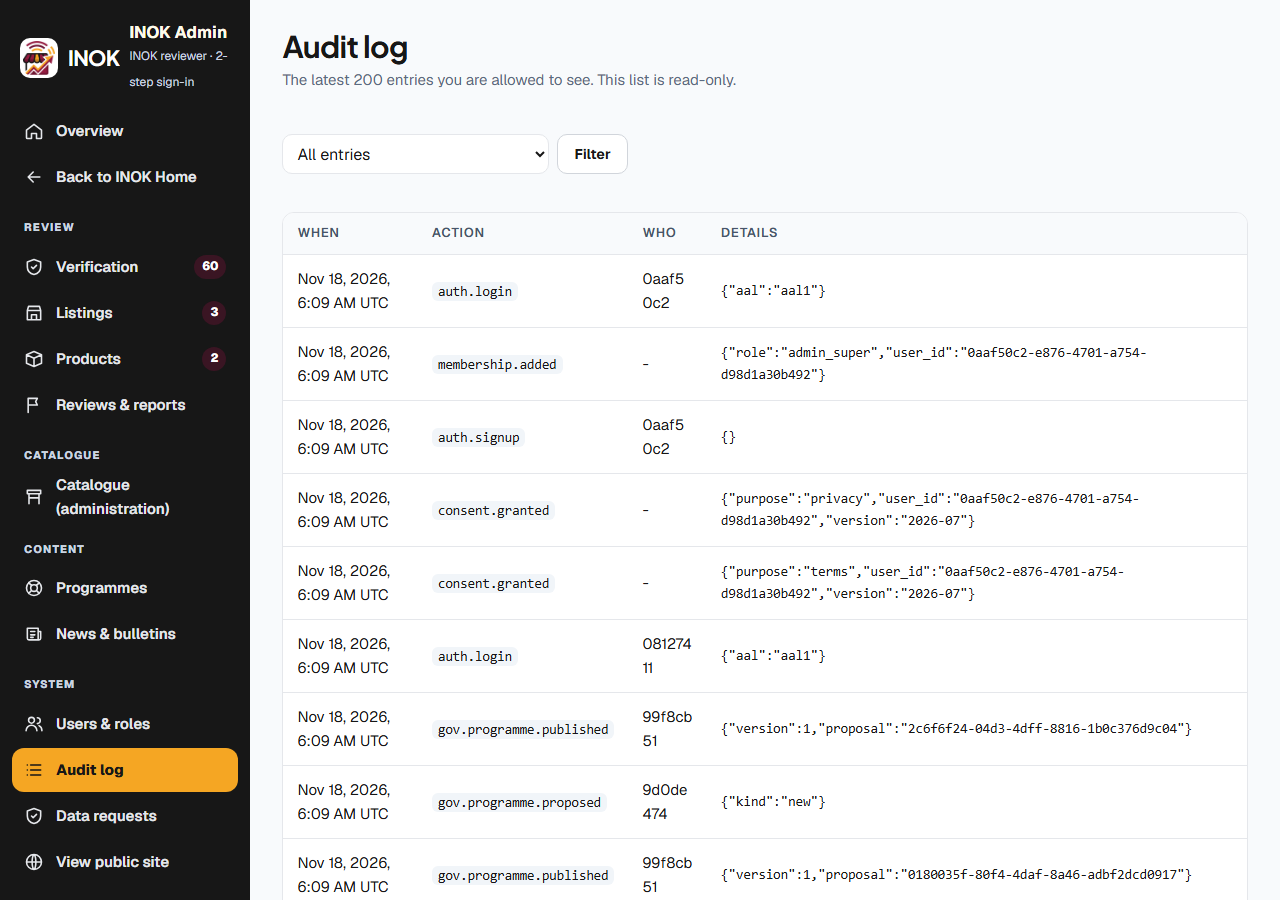 INOK
INOK Admin
INOK reviewer · 2-
step sign-in
Overview
Back to INOK Home
REVIEW
Verification 60
Listings 3
Products 2
Reviews & reports
CATALOGUE
Catalogue
(administration)
CONTENT
Programmes
News & bulletins
SYSTEM
Users & roles
Audit log
Data requests
View public site
Audit log
The latest 200 entries you are allowed to see. This list is read-only.
All entries Filter
WHEN ACTION WHO DETAILS
Nov 18, 2026,
6:09 AM UTC
auth.login
0aaf5
0c2
{"aal":"aal1"}
Nov 18, 2026,
6:09 AM UTC
membership.added
-
{"role":"admin_super","user_id":"0aaf50c2-e876-4701-a754-
d98d1a30b492"}
Nov 18, 2026,
6:09 AM UTC
auth.signup
0aaf5
0c2
{}
Nov 18, 2026,
6:09 AM UTC
consent.granted
-
{"purpose":"privacy","user_id":"0aaf50c2-e876-4701-a754-
d98d1a30b492","version":"2026-07"}
Nov 18, 2026,
6:09 AM UTC
consent.granted
-
{"purpose":"terms","user_id":"0aaf50c2-e876-4701-a754-
d98d1a30b492","version":"2026-07"}
Nov 18, 2026,
6:09 AM UTC
auth.login
081274
11
{"aal":"aal1"}
Nov 18, 2026,
6:09 AM UTC
gov.programme.published
99f8cb
51
{"version":1,"proposal":"2c6f6f24-04d3-4dff-8816-1b0c376d9c04"}
Nov 18, 2026,
6:09 AM UTC
gov.programme.proposed
9d0de
474
{"kind":"new"}
Nov 18, 2026,
6:09 AM UTC
gov.programme.published
99f8cb
51
{"version":1,"proposal":"0180035f-80f4-4daf-8a46-adbf2dcd0917"}